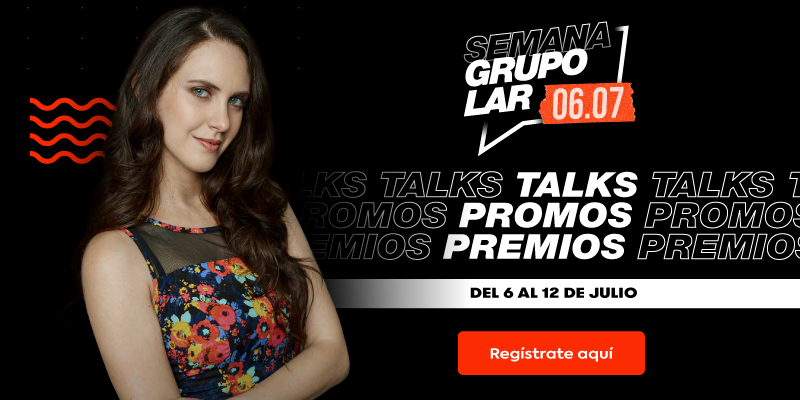 SEMANA
GRUPO
LAR 06.07
LKS TALKS TALKS TALKS T
ROMOS PROMOS PROMOS
EMIOS PREMIOS PREMIOS
DEL 6 AL 12 DE JULIO
Regístrate aquí